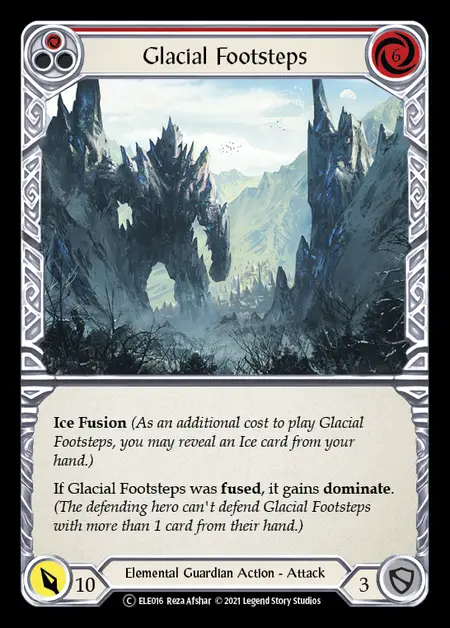 Glacial Footsteps
6
Ice Fusion (As an additional cost to play Glacial
Footsteps, you may reveal an Ice card from your
hand.)
If Glacial Footsteps was fused, it gains dominate.
(The defending hero can't defend Glacial Footsteps
with more than 1 card from their hand.)
10
Elemental Guardian Action - Attack
3
C ELE016 Reza Afshar © 2021 Legend Story Studios